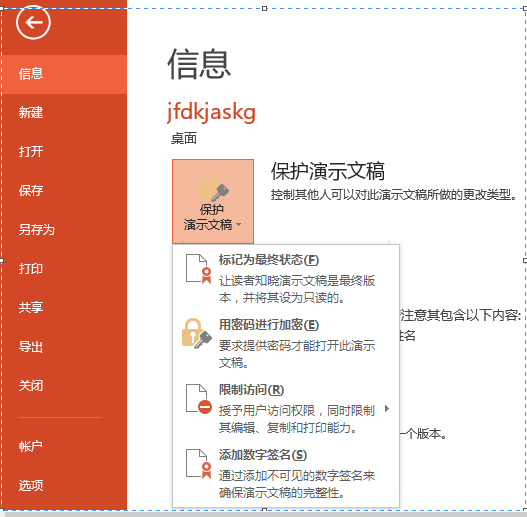 信息
新建
打开
保存
另存为
打印
共享
导出
关闭
帐户
选项
信息
jfdkjaskg
桌面
保护
演示文稿
保护演示文稿
控制其他人可以对此演示文稿所做的更改类型。
标记为最终状态(F)
让读者知晓演示文稿是最终版
本，并将其设为只读的。
用密码进行加密(E)
要求提供密码才能打开此演示
文稿。
限制访问(R)
授予用户访问权限，同时限制
其编辑、复制和打印能力。
添加数字签名(S)
通过添加不可见的数字签名来
确保演示文稿的完整性。
注意其包含以下内容:
姓名
一个版本。